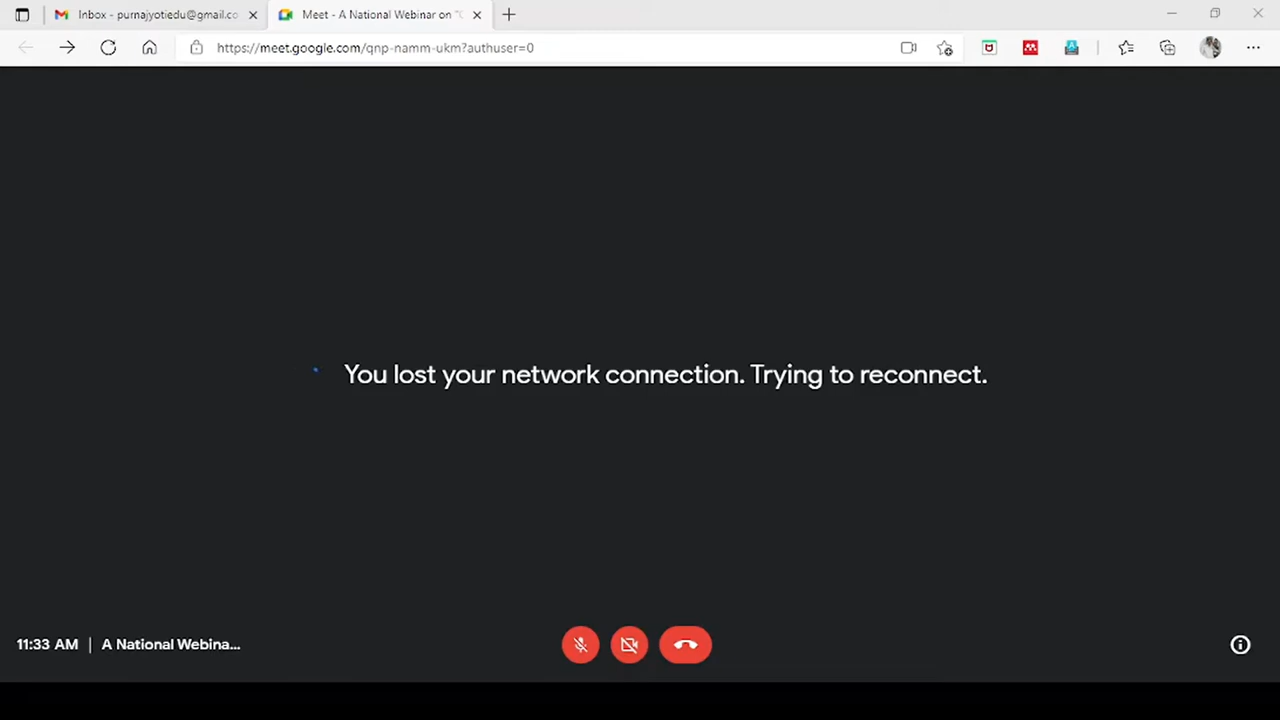 Inbox - purnajyotiedu@gmail.co
Meet - A National Webinar on
https://meet.google.com/qnp-namm-ukm?authuser=0
You lost your network connection. Trying to reconnect.
11:33 AM | A National Webina...